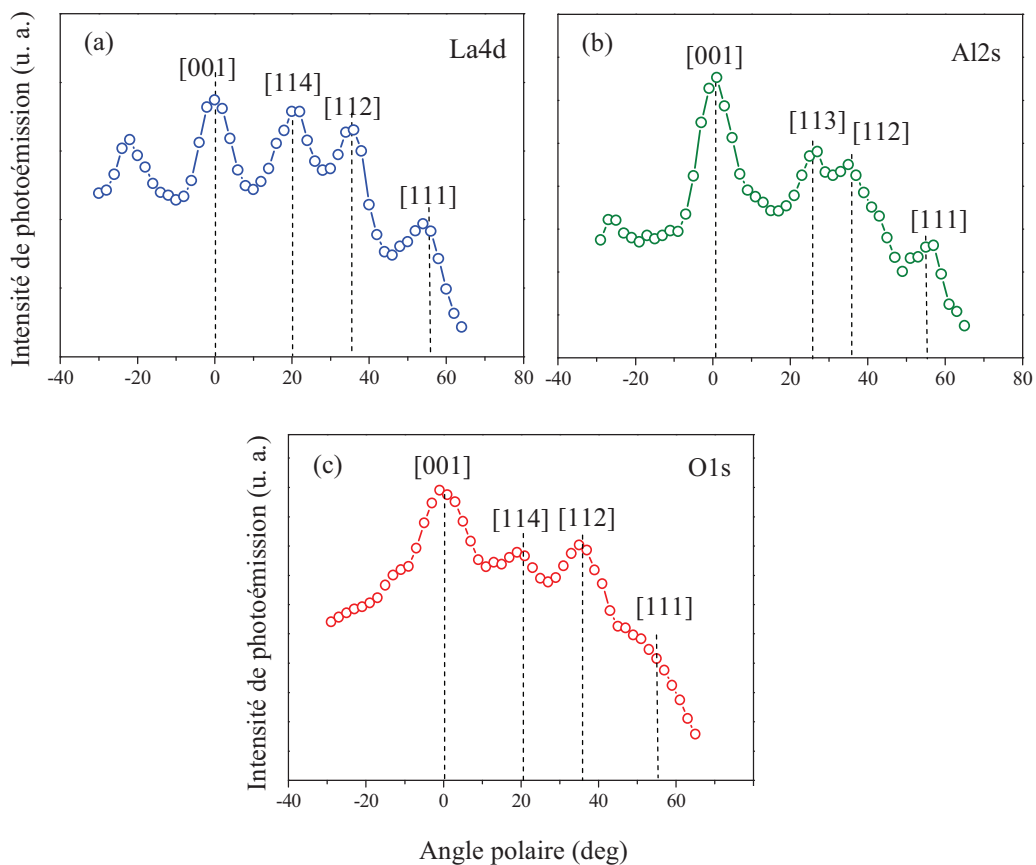 (a)
La4d
[001]
[114]
[112]
[111]
Intensité de photoémission (u. a.)
-40 -20 0 20 40 60 80
(b)
Al2s
[001]
[113]
[112]
[111]
-40 -20 0 20 40 60 80
(c)
O1s
[001]
[114]
[112]
[111]
Intensité de photoémission (u. a.)
-40 -20 0 20 40 60
Angle polaire (deg)